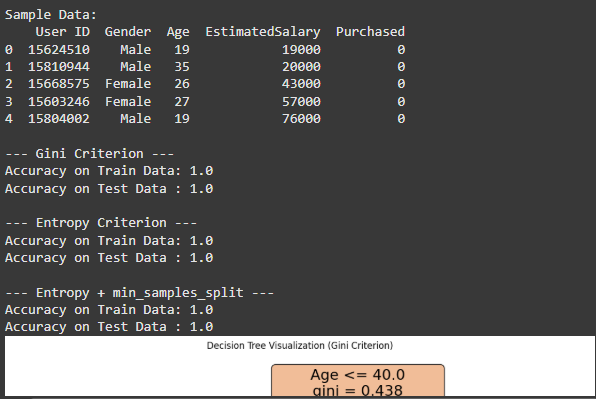 Sample Data:
User ID Gender Age EstimatedSalary Purchased
0 15624510 Male 19 19000 0
1 15810944 Male 35 20000 0
2 15668575 Female 26 43000 0
3 15603246 Female 27 57000 0
4 15804002 Male 19 76000 0
--- Gini Criterion ---
Accuracy on Train Data: 1.0
Accuracy on Test Data : 1.0
--- Entropy Criterion ---
Accuracy on Train Data: 1.0
Accuracy on Test Data : 1.0
--- Entropy + min_samples_split ---
Accuracy on Train Data: 1.0
Accuracy on Test Data : 1.0
Decision Tree Visualization (Gini Criterion)
Age <= 40.0
gini = 0.438